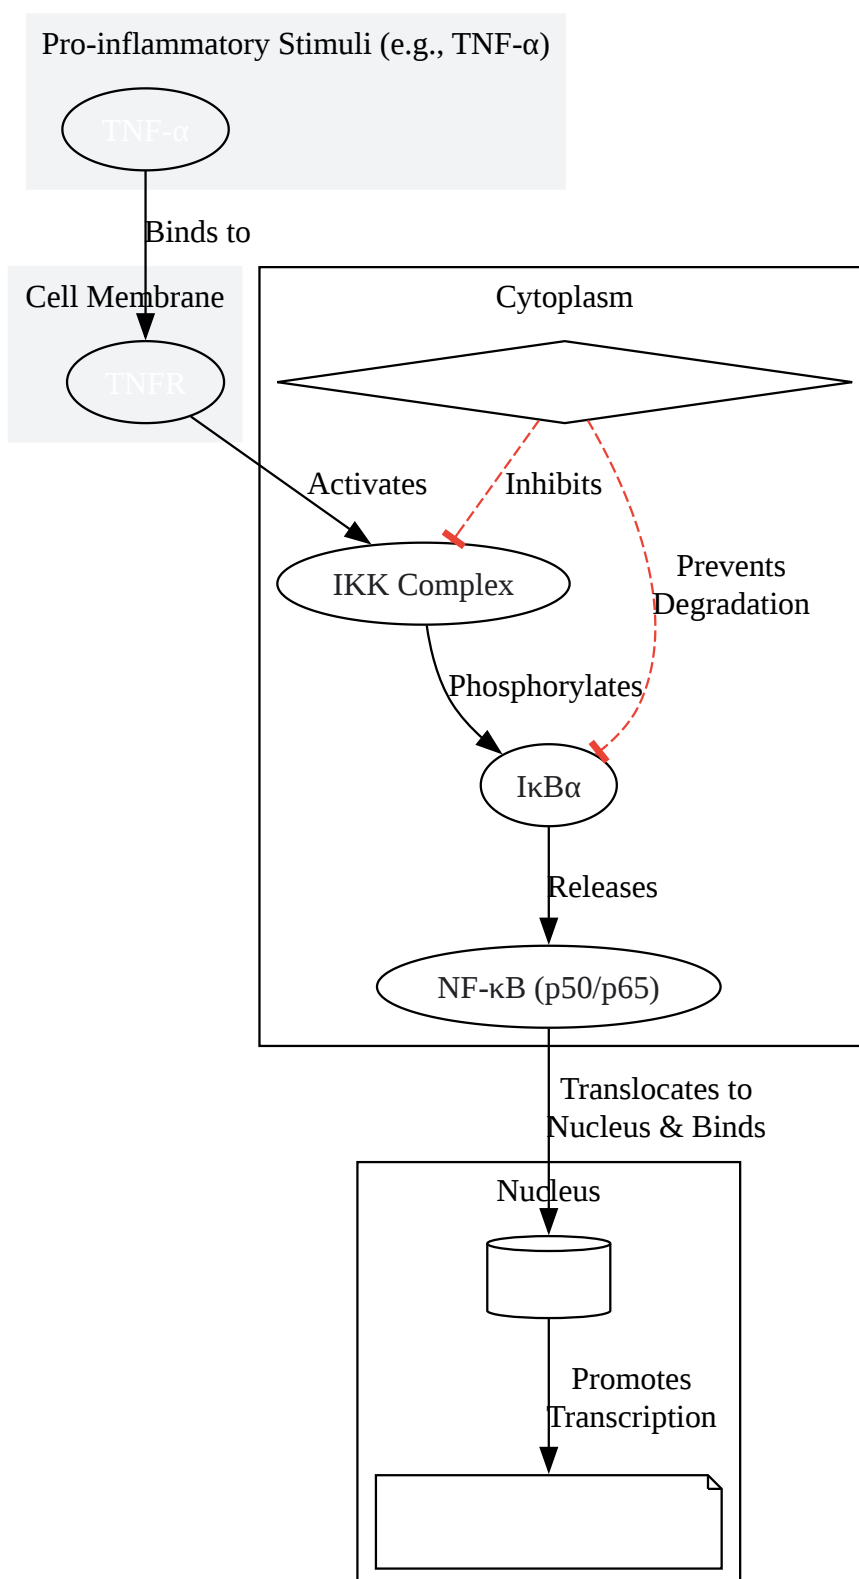 Pro-inflammatory Stimuli (e.g., TNF-α)
TNF-α
Binds to
Cell Membrane
TNFR
Cytoplasm
Activates
Inhibits
Prevents
Degradation
IKK Complex
Phosphorylates
IκBα
Releases
NF-κB (p50/p65)
Translocates to
Nucleus & Binds
Nucleus
Promotes
Transcription